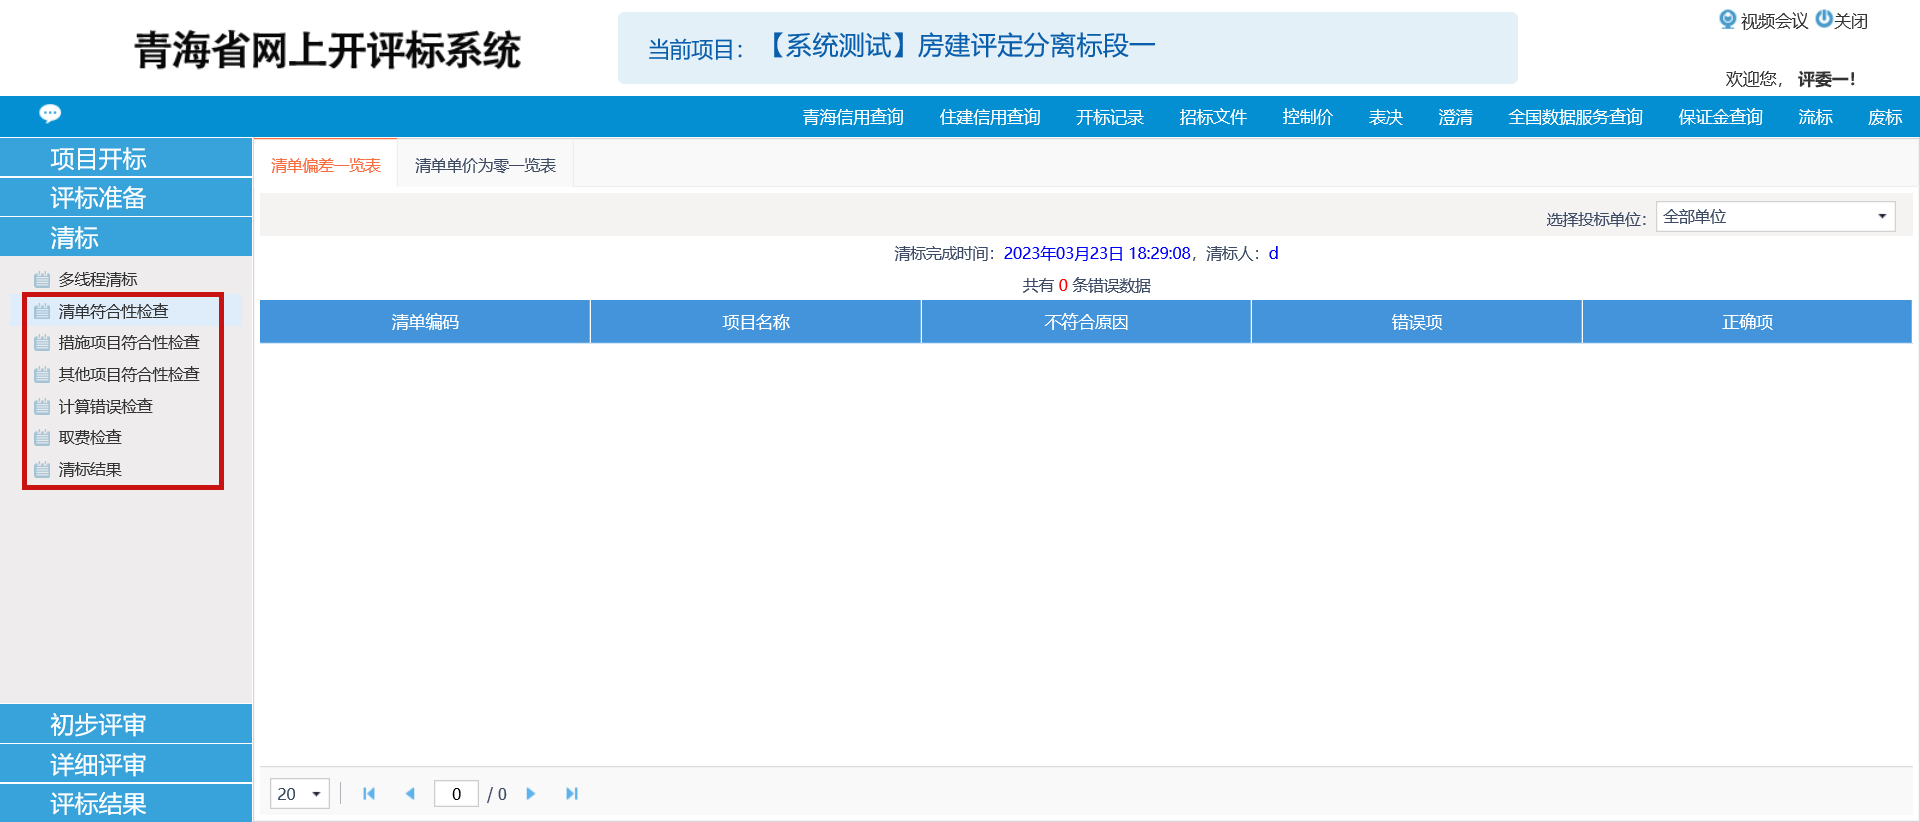 青海省网上开评标系统
当前项目：【系统测试】房建评定分离标段一
视频会议 关闭
欢迎您，评委一！
青海信用查询 住建信用查询 开标记录 招标文件 控制价 表决 澄清 全国数据服务查询 保证金查询 流标 废标
项目开标
评标准备
清标
多线程清标
清单符合性检查
措施项目符合性检查
其他项目符合性检查
计算错误检查
取费检查
清标结果
初步评审
详细评审
评标结果
清单偏差一览表 清单单价为零一览表
选择投标单位： 全部单位
清标完成时间：2023年03月23日 18:29:08，清标人：d
共有 0 条错误数据
清单编码 项目名称 不符合原因 错误项 正确项
20 0 / 0